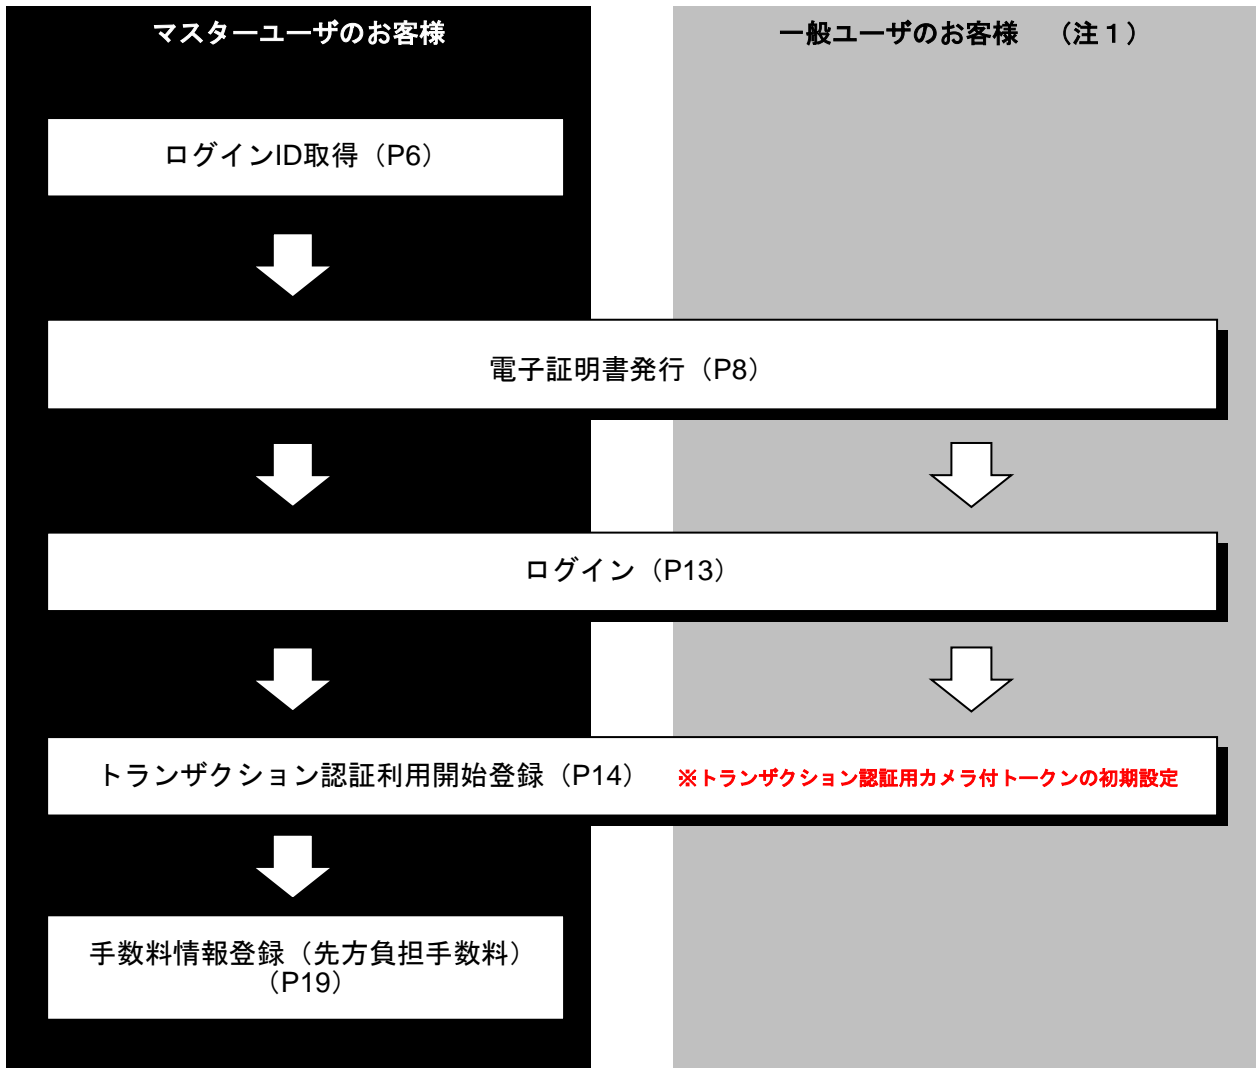 マスターユーザのお客様
一般ユーザのお客様　（注１）
ログインID取得（P6）
電子証明書発行（P8）
ログイン（P13）
トランザクション認証利用開始登録（P14）　※トランザクション認証用カメラ付トークンの初期設定
手数料情報登録（先方負担手数料）
（P19）